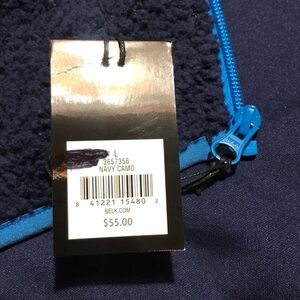 L
3657356
NAVY CAMO
8 41221 15480 2
BELK.COM
$55.00